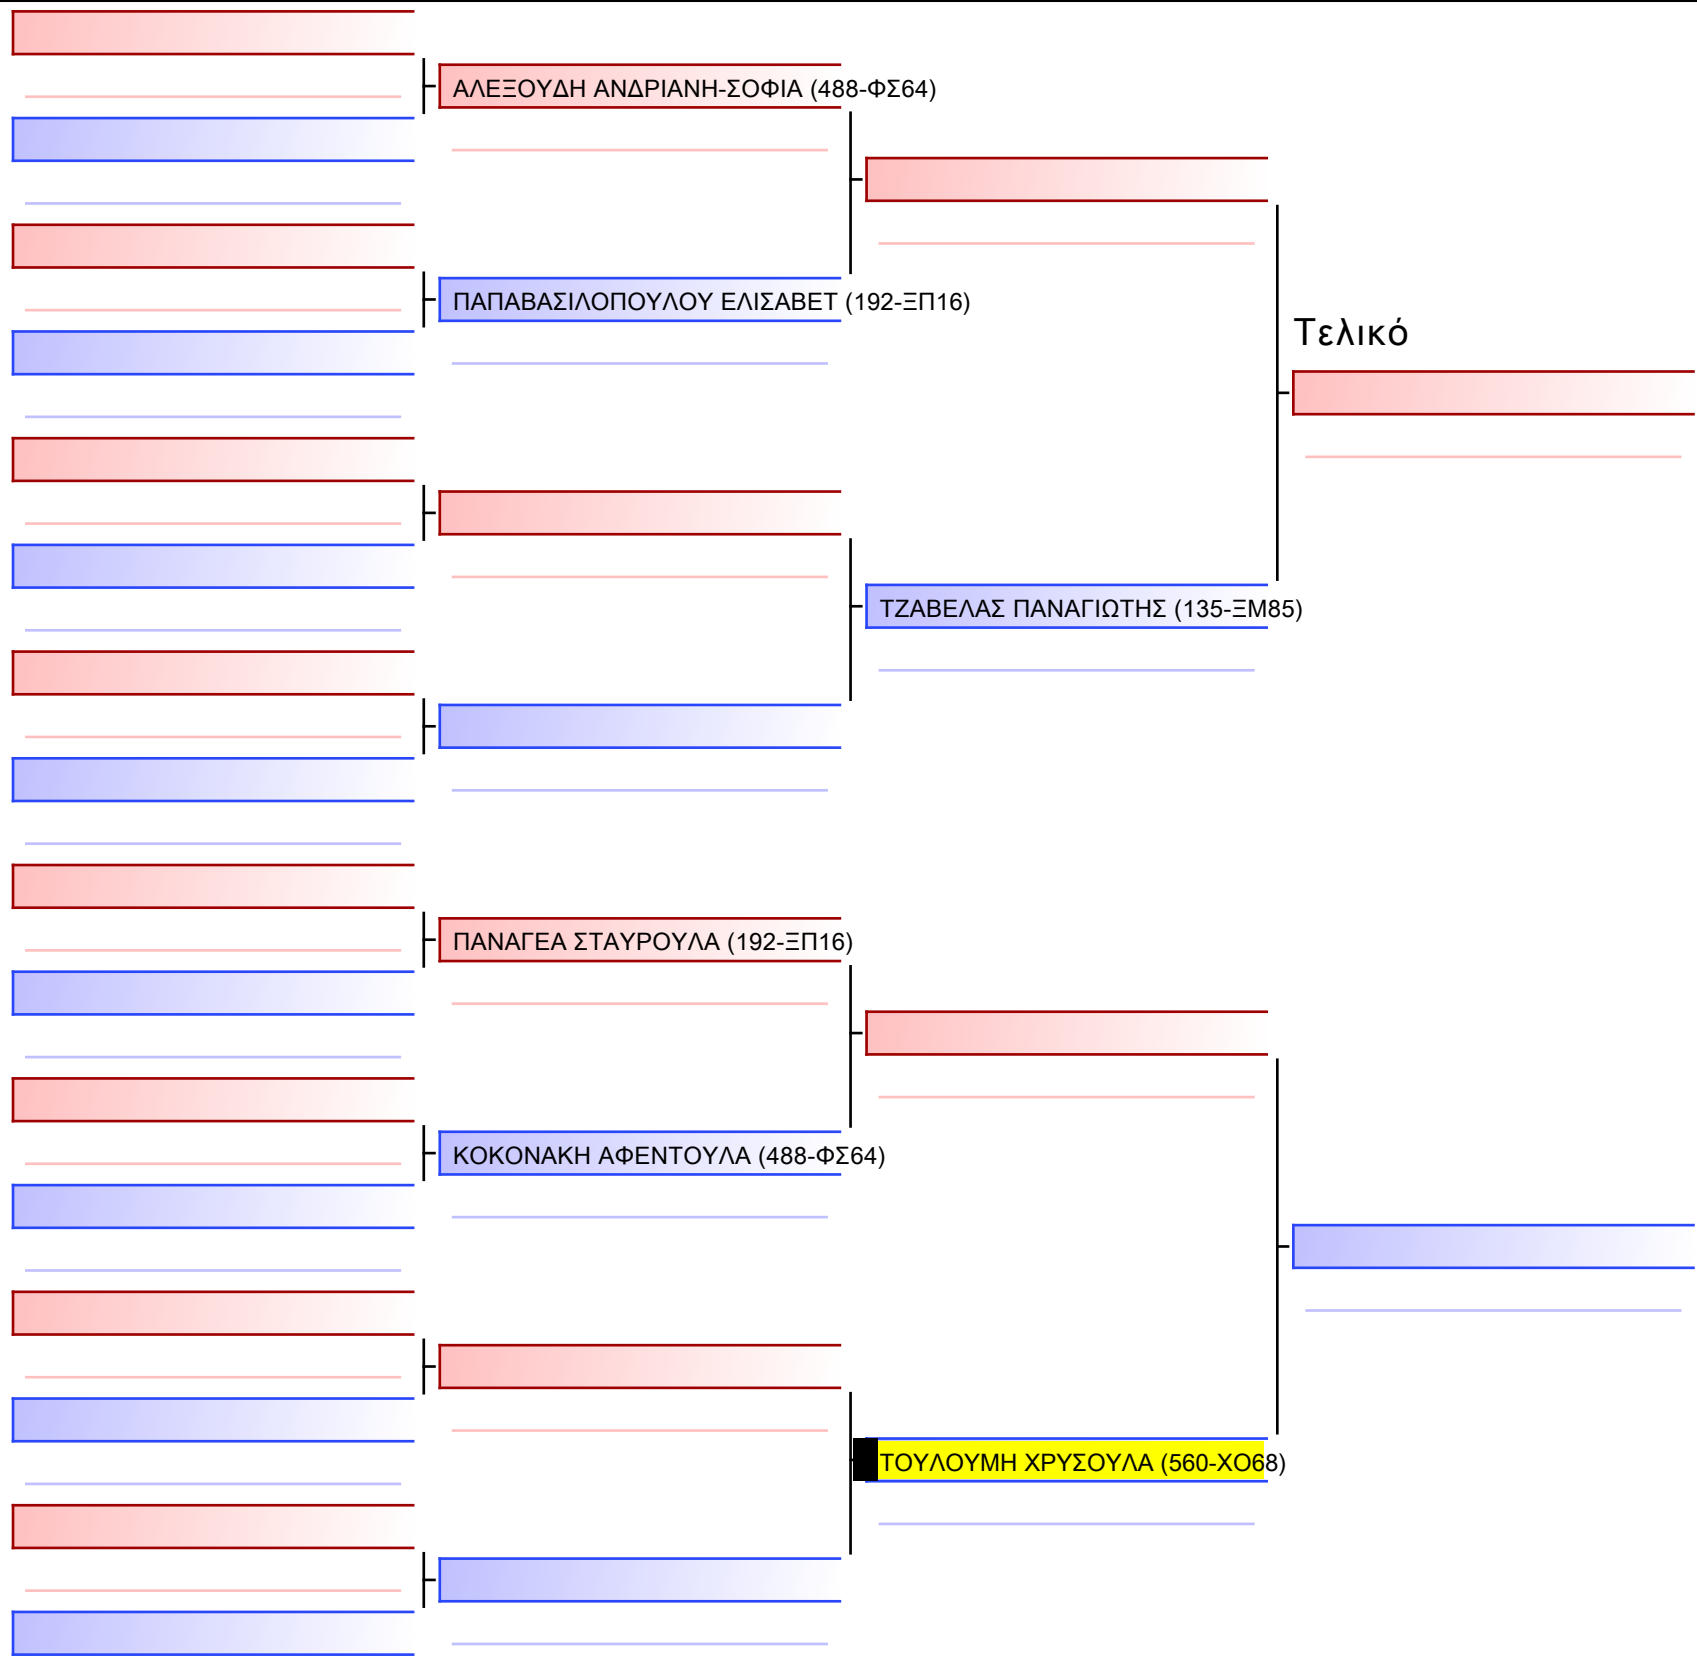 ΑΛΕΞΟΥΔΗ ΑΝΔΡΙΑΝΗ-ΣΟΦΙΑ (488-ΦΣ64)
ΠΑΠΑΒΑΣΙΛΟΠΟΥΛΟΥ ΕΛΙΣΑΒΕΤ (192-ΞΠ16)
Τελικό
ΤΖΑΒΕΛΑΣ ΠΑΝΑΓΙΩΤΗΣ (135-ΞΜ85)
ΠΑΝΑΓΕΑ ΣΤΑΥΡΟΥΛΑ (192-ΞΠ16)
ΚΟΚΟΝΑΚΗ ΑΦΕΝΤΟΥΛΑ (488-ΦΣ64)
ΤΟΥΛΟΥΜΗ ΧΡΥΣΟΥΛΑ (560-ΧΟ68)